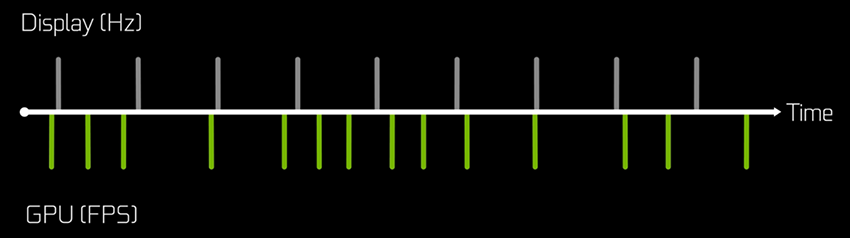 Display (Hz)
Time
GPU (FPS)